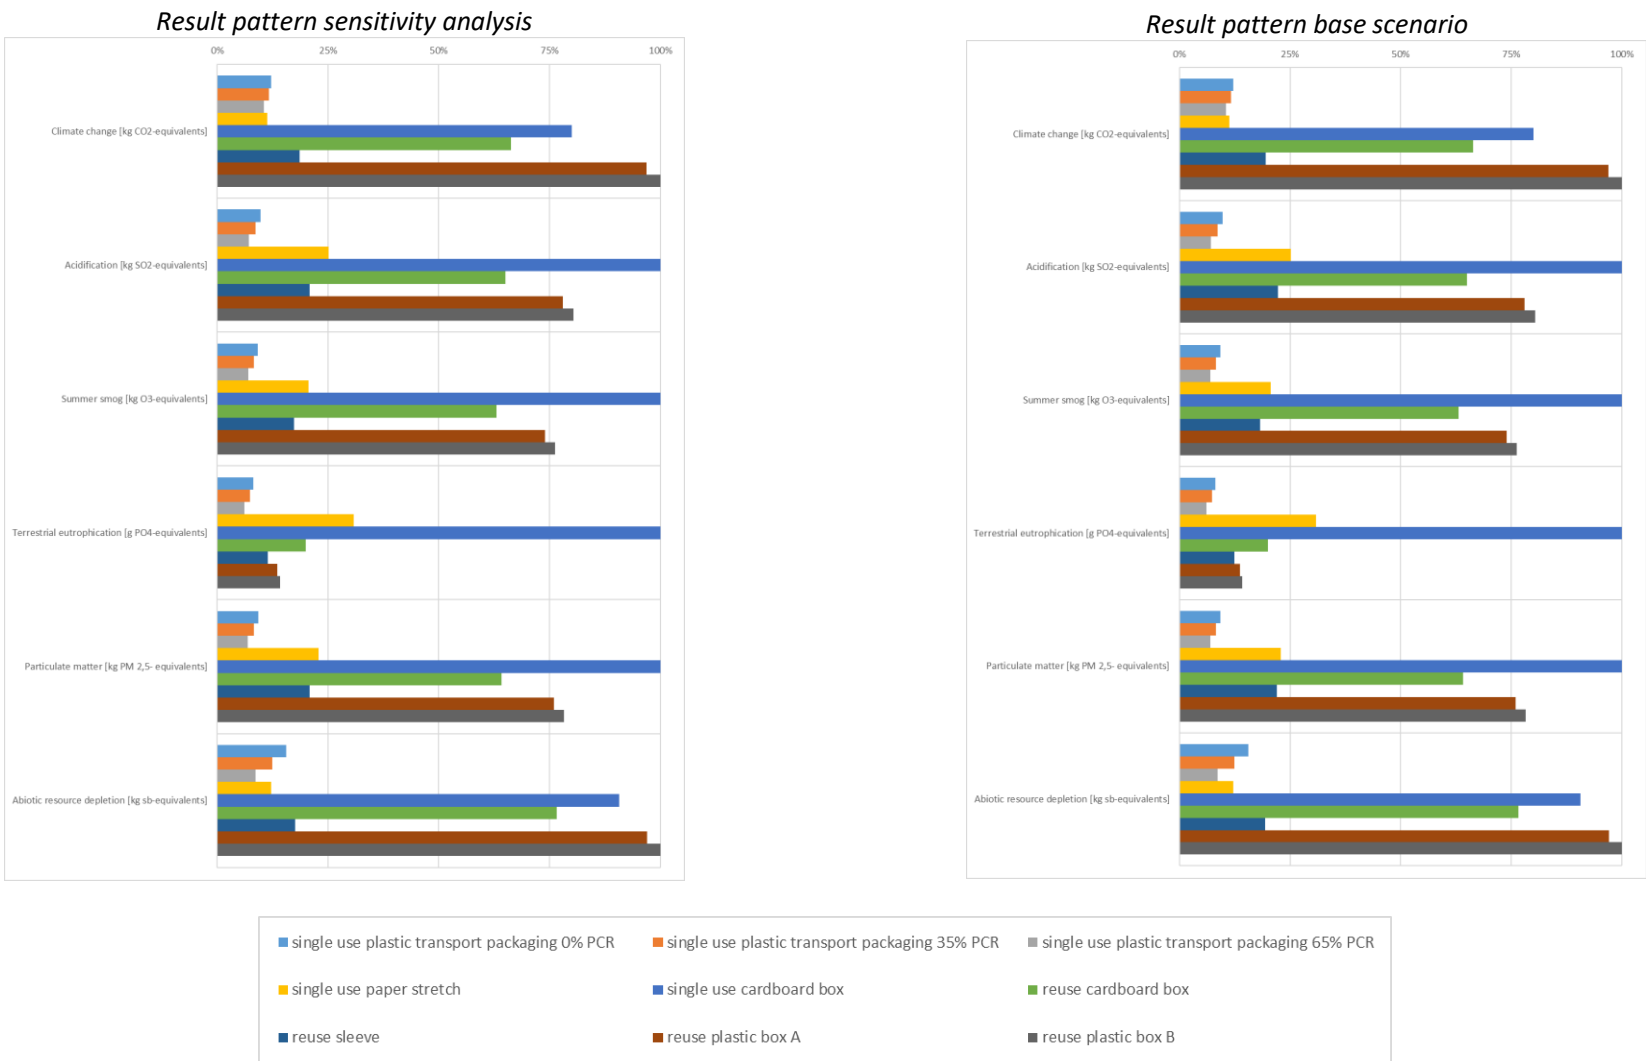 Result pattern sensitivity analysis
0% 25% 50% 75% 100%
Climate change [kg CO2-equivalents]
Acidification [kg SO2-equivalents]
Summer smog [kg O3-equivalents]
Terrestrial eutrophication [g PO4-equivalents]
Particulate matter [kg PM 2,5- equivalents]
Abiotic resource depletion [kg sb-equivalents]
Result pattern base scenario
0% 25% 50% 75% 100%
Climate change [kg CO2-equivalents]
Acidification [kg SO2-equivalents]
Summer smog [kg O3-equivalents]
Terrestrial eutrophication [g PO4-equivalents]
Particulate matter [kg PM 2,5- equivalents]
Abiotic resource depletion [kg sb-equivalents]
single use plastic transport packaging 0% PCR single use plastic transport packaging 35% PCR single use plastic transport packaging 65% PCR
single use paper stretch single use cardboard box reuse cardboard box
reuse sleeve reuse plastic box A reuse plastic box B